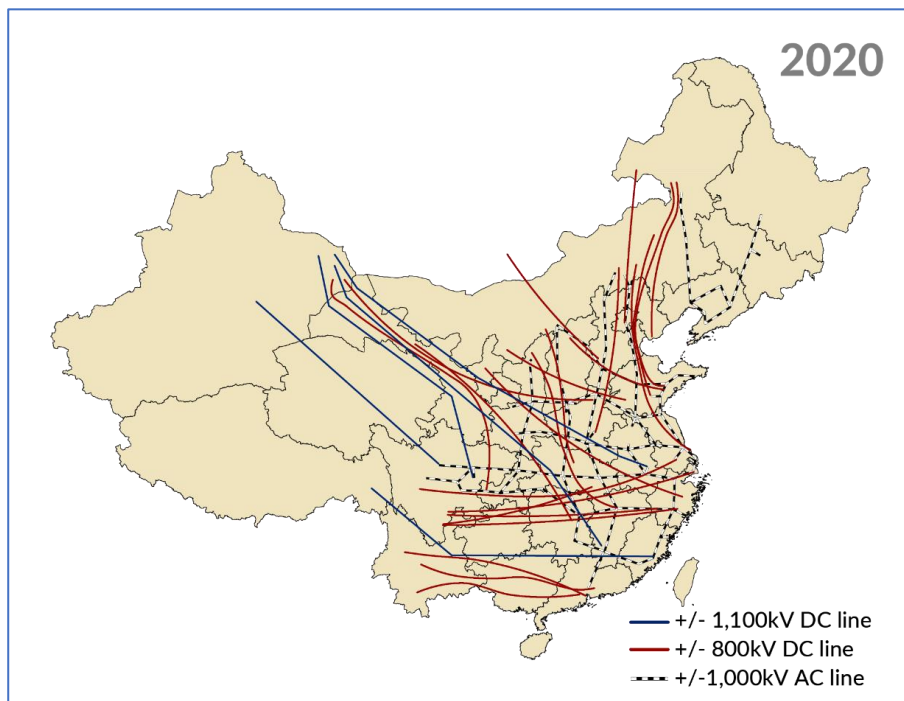 2020
+/- 1,100kV DC line
+/- 800kV DC line
+/-1,000kV AC line